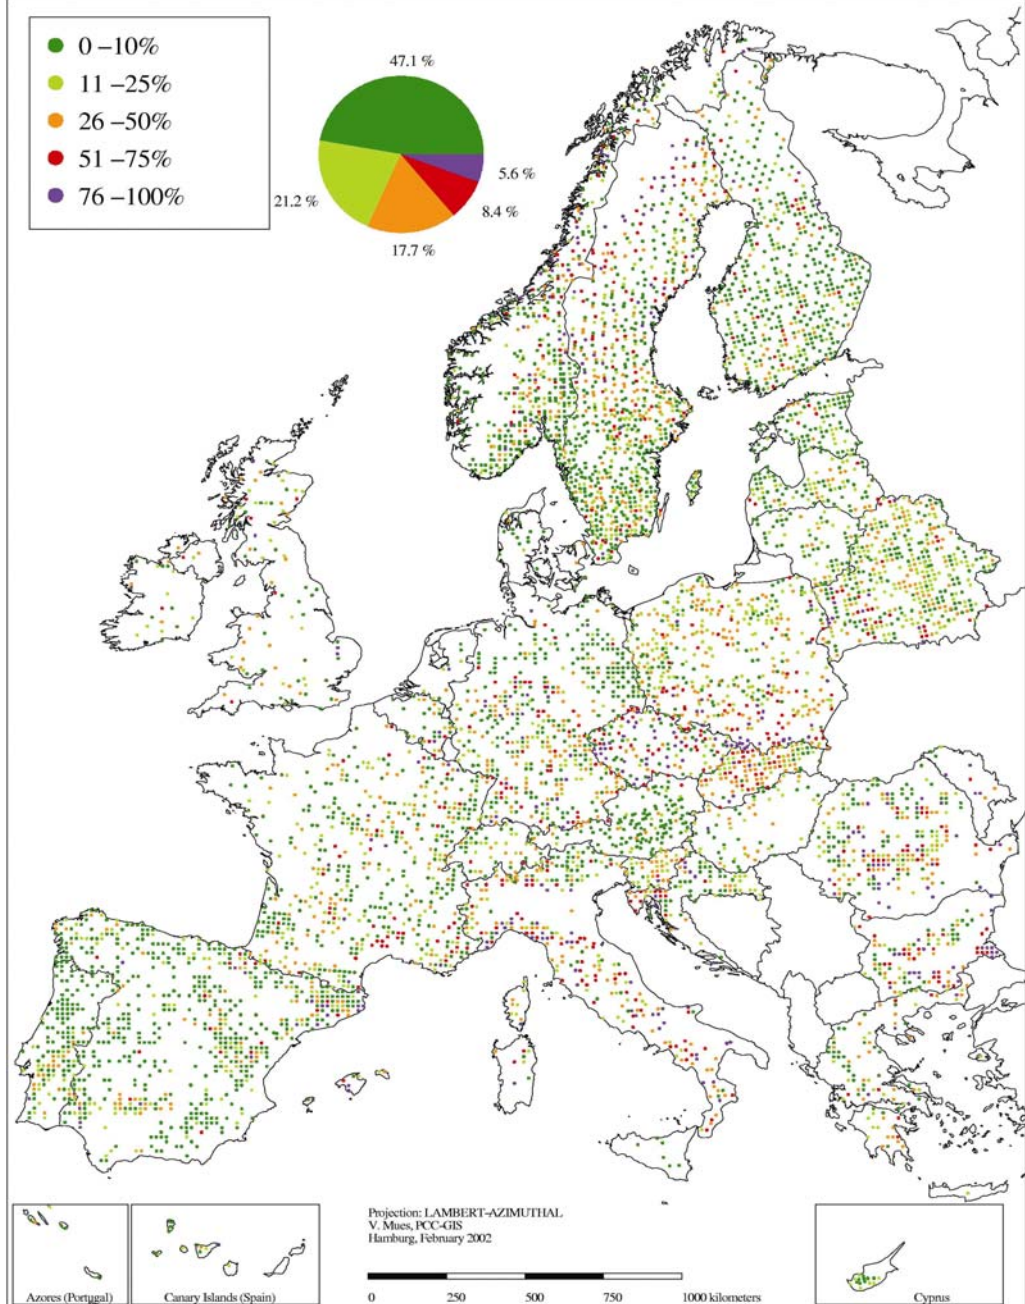 0 –10%
11 –25%
26 –50%
51 –75%
76 –100%
47.1 %
5.6 %
8.4 %
17.7 %
21.2 %
Projection: LAMBERT-AZIMUTHAL
V. Mues, PCC-GIS
Hamburg, February 2002
0 250 500 750 1000 kilometers
Azores (Portugal)
Canary Islands (Spain)
Cyprus